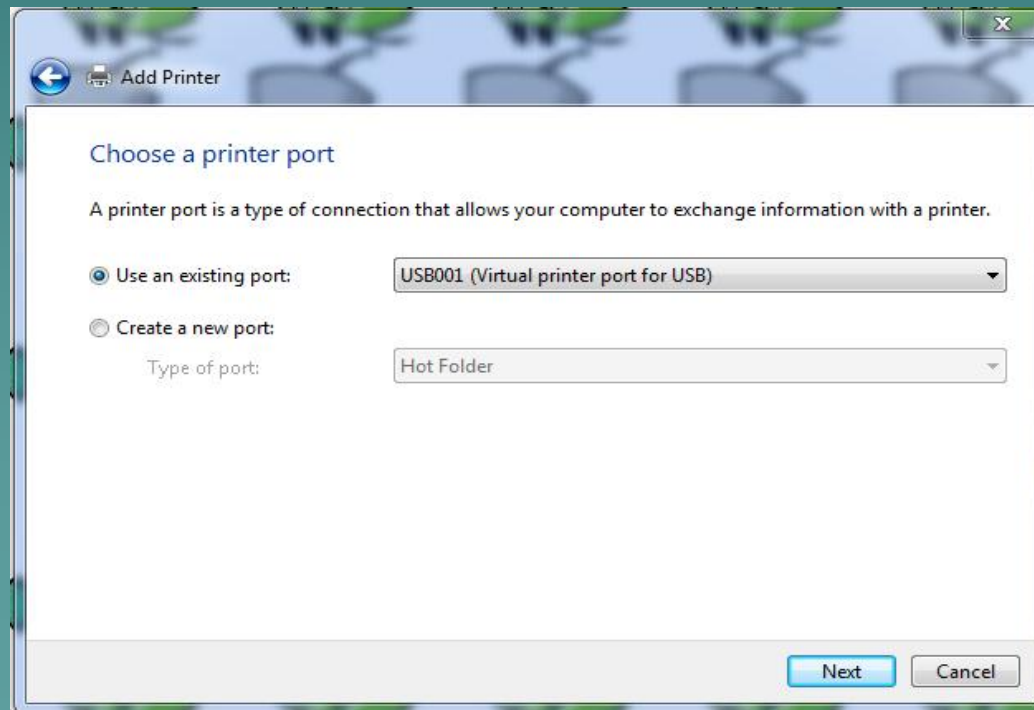 Add Printer
Choose a printer port
A printer port is a type of connection that allows your computer to exchange information with a printer.
Use an existing port: USB001 (Virtual printer port for USB)
Create a new port:
Type of port: Hot Folder
Next Cancel